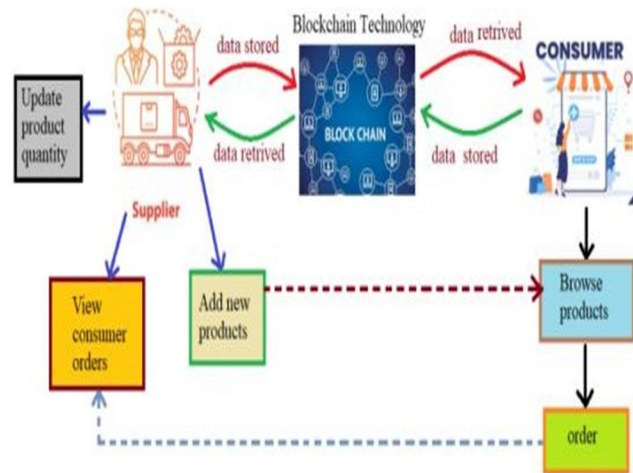 Blockchain Technology
data stored
data retrived
CONSUMER
Update
product
quantity
BLOCK CHAIN
data retrived
data stored
Supplier
View
consumer
orders
Add new
products
Browse
products
order